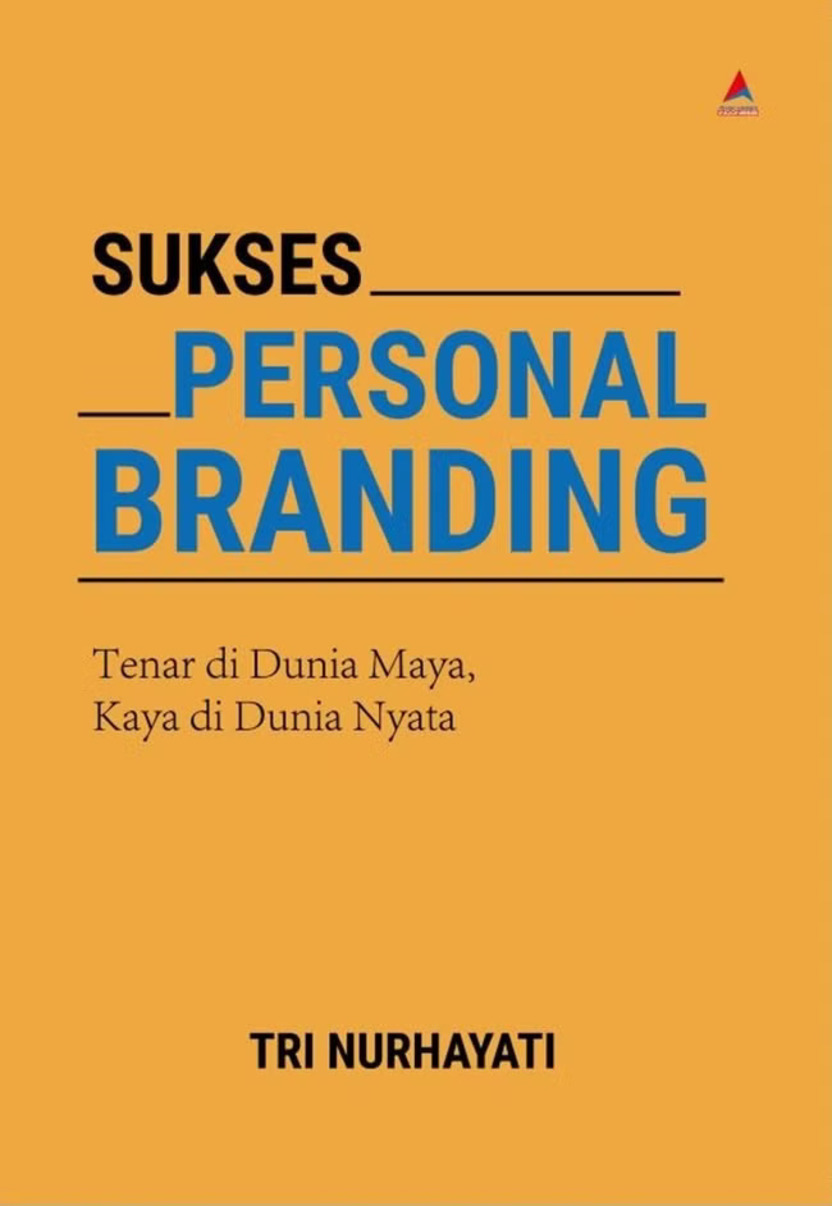 SUKSES
PERSONAL
BRANDING
Tenar di Dunia Maya,
Kaya di Dunia Nyata
TRI NURHAYATI